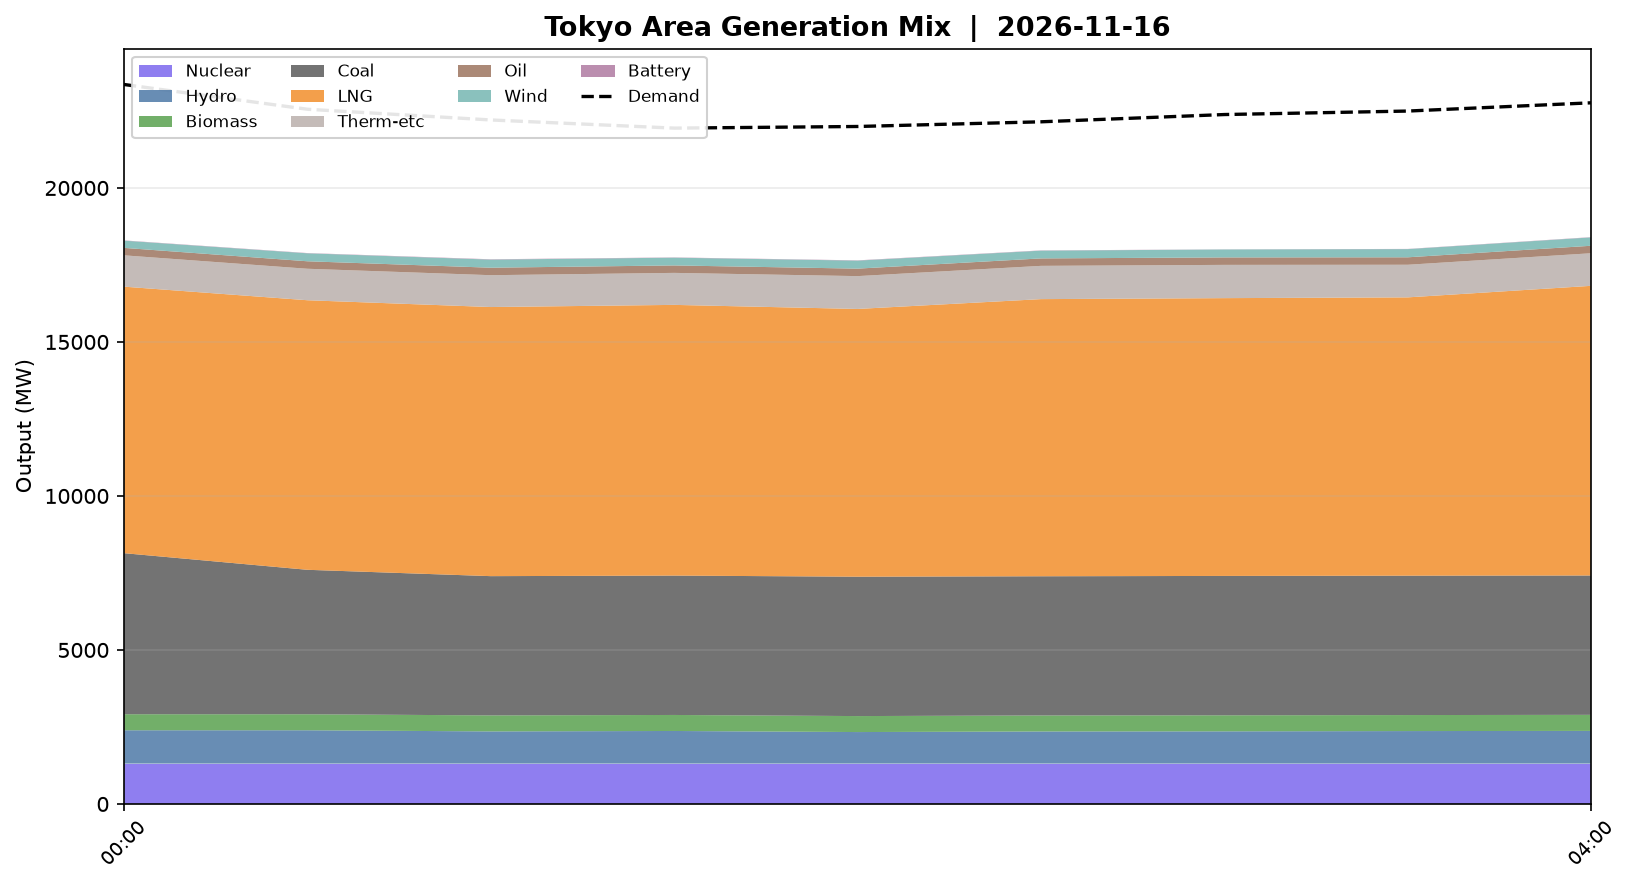 Tokyo Area Generation Mix | 2026-11-16
Nuclear
Hydro
Biomass
Coal
LNG
Therm-etc
Oil
Wind
Battery
Demand
Output (MW)
20000
15000
10000
5000
0
00:00
04:00